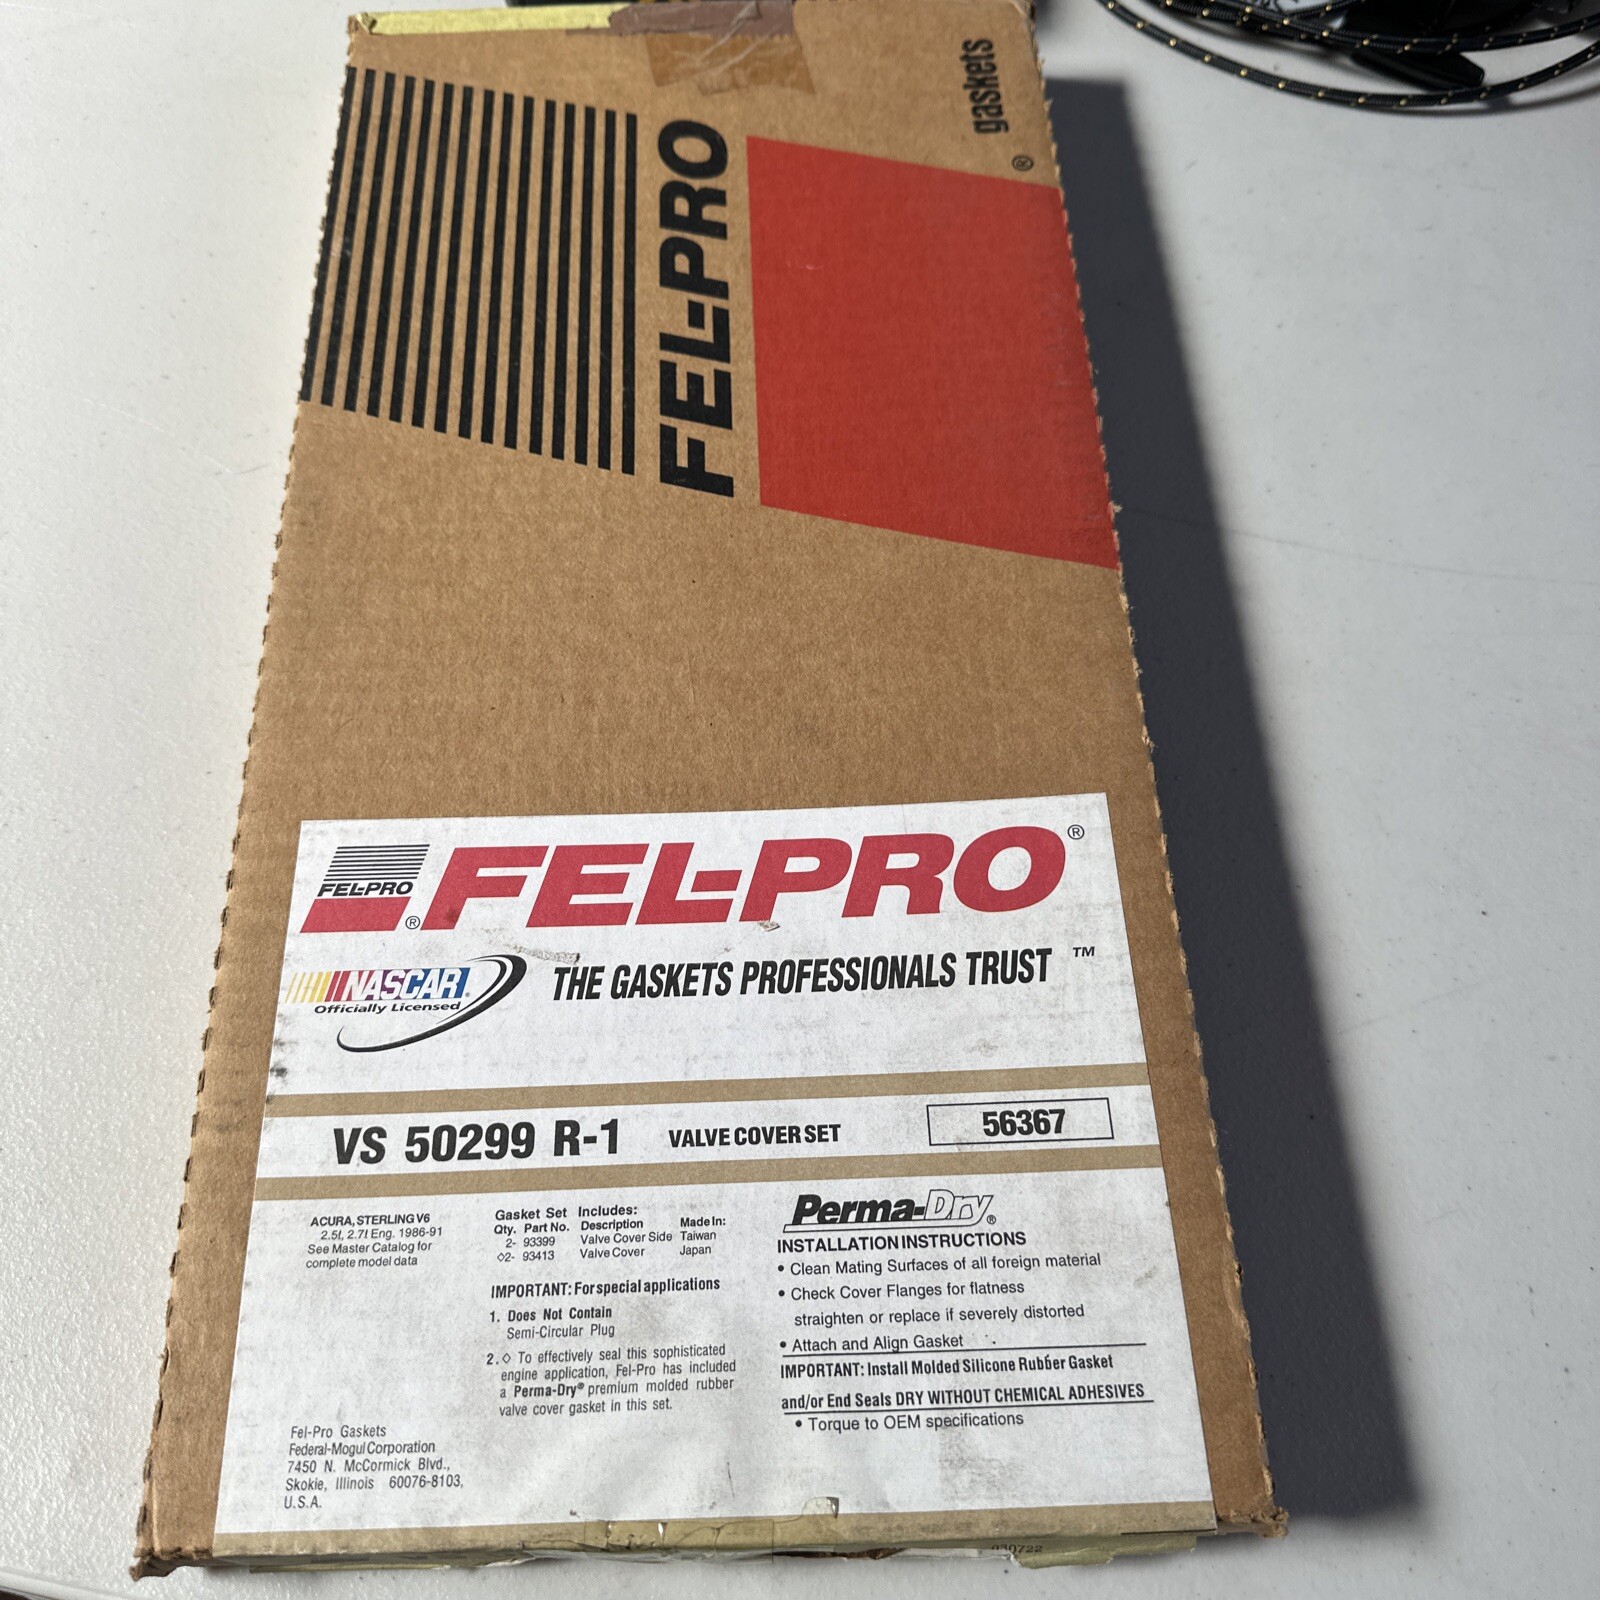 gaskets
®
FEL-PRO
FEL-PRO
®
FEL-PRO®
NASCAR®
Officially Licensed
THE GASKETS PROFESSIONALS TRUST ™
VS 50299 R-1 VALVE COVER SET 56367
ACURA, STERLING V6
2.5l, 2.7l Eng. 1986-91
See Master Catalog for
complete model data
Gasket Set Includes:
Qty. Part No. Description Made in:
2- 93399 Valve Cover Side Taiwan
◊2- 93413 Valve Cover Japan
IMPORTANT: For special applications
1. Does Not Contain
Semi-Circular Plug
2. ◊ To effectively seal this sophisticated
engine application, Fel-Pro has included
a Perma-Dry® premium molded rubber
valve cover gasket in this set.
Perma-Dry®
INSTALLATION INSTRUCTIONS
• Clean Mating Surfaces of all foreign material
• Check Cover Flanges for flatness
straighten or replace if severely distorted
• Attach and Align Gasket
IMPORTANT: Install Molded Silicone Rubber Gasket
and/or End Seals DRY WITHOUT CHEMICAL ADHESIVES
• Torque to OEM specifications
Fel-Pro Gaskets
Federal-Mogul Corporation
7450 N. McCormick Blvd.,
Skokie, Illinois 60076-8103,
U.S.A.
030722